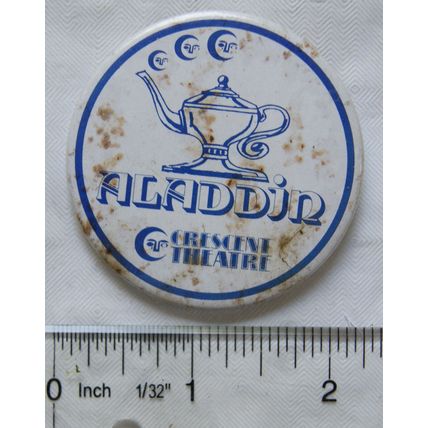 ALADDIN
CRESCENT
THEATRE
0 Inch 1/32" 1 2